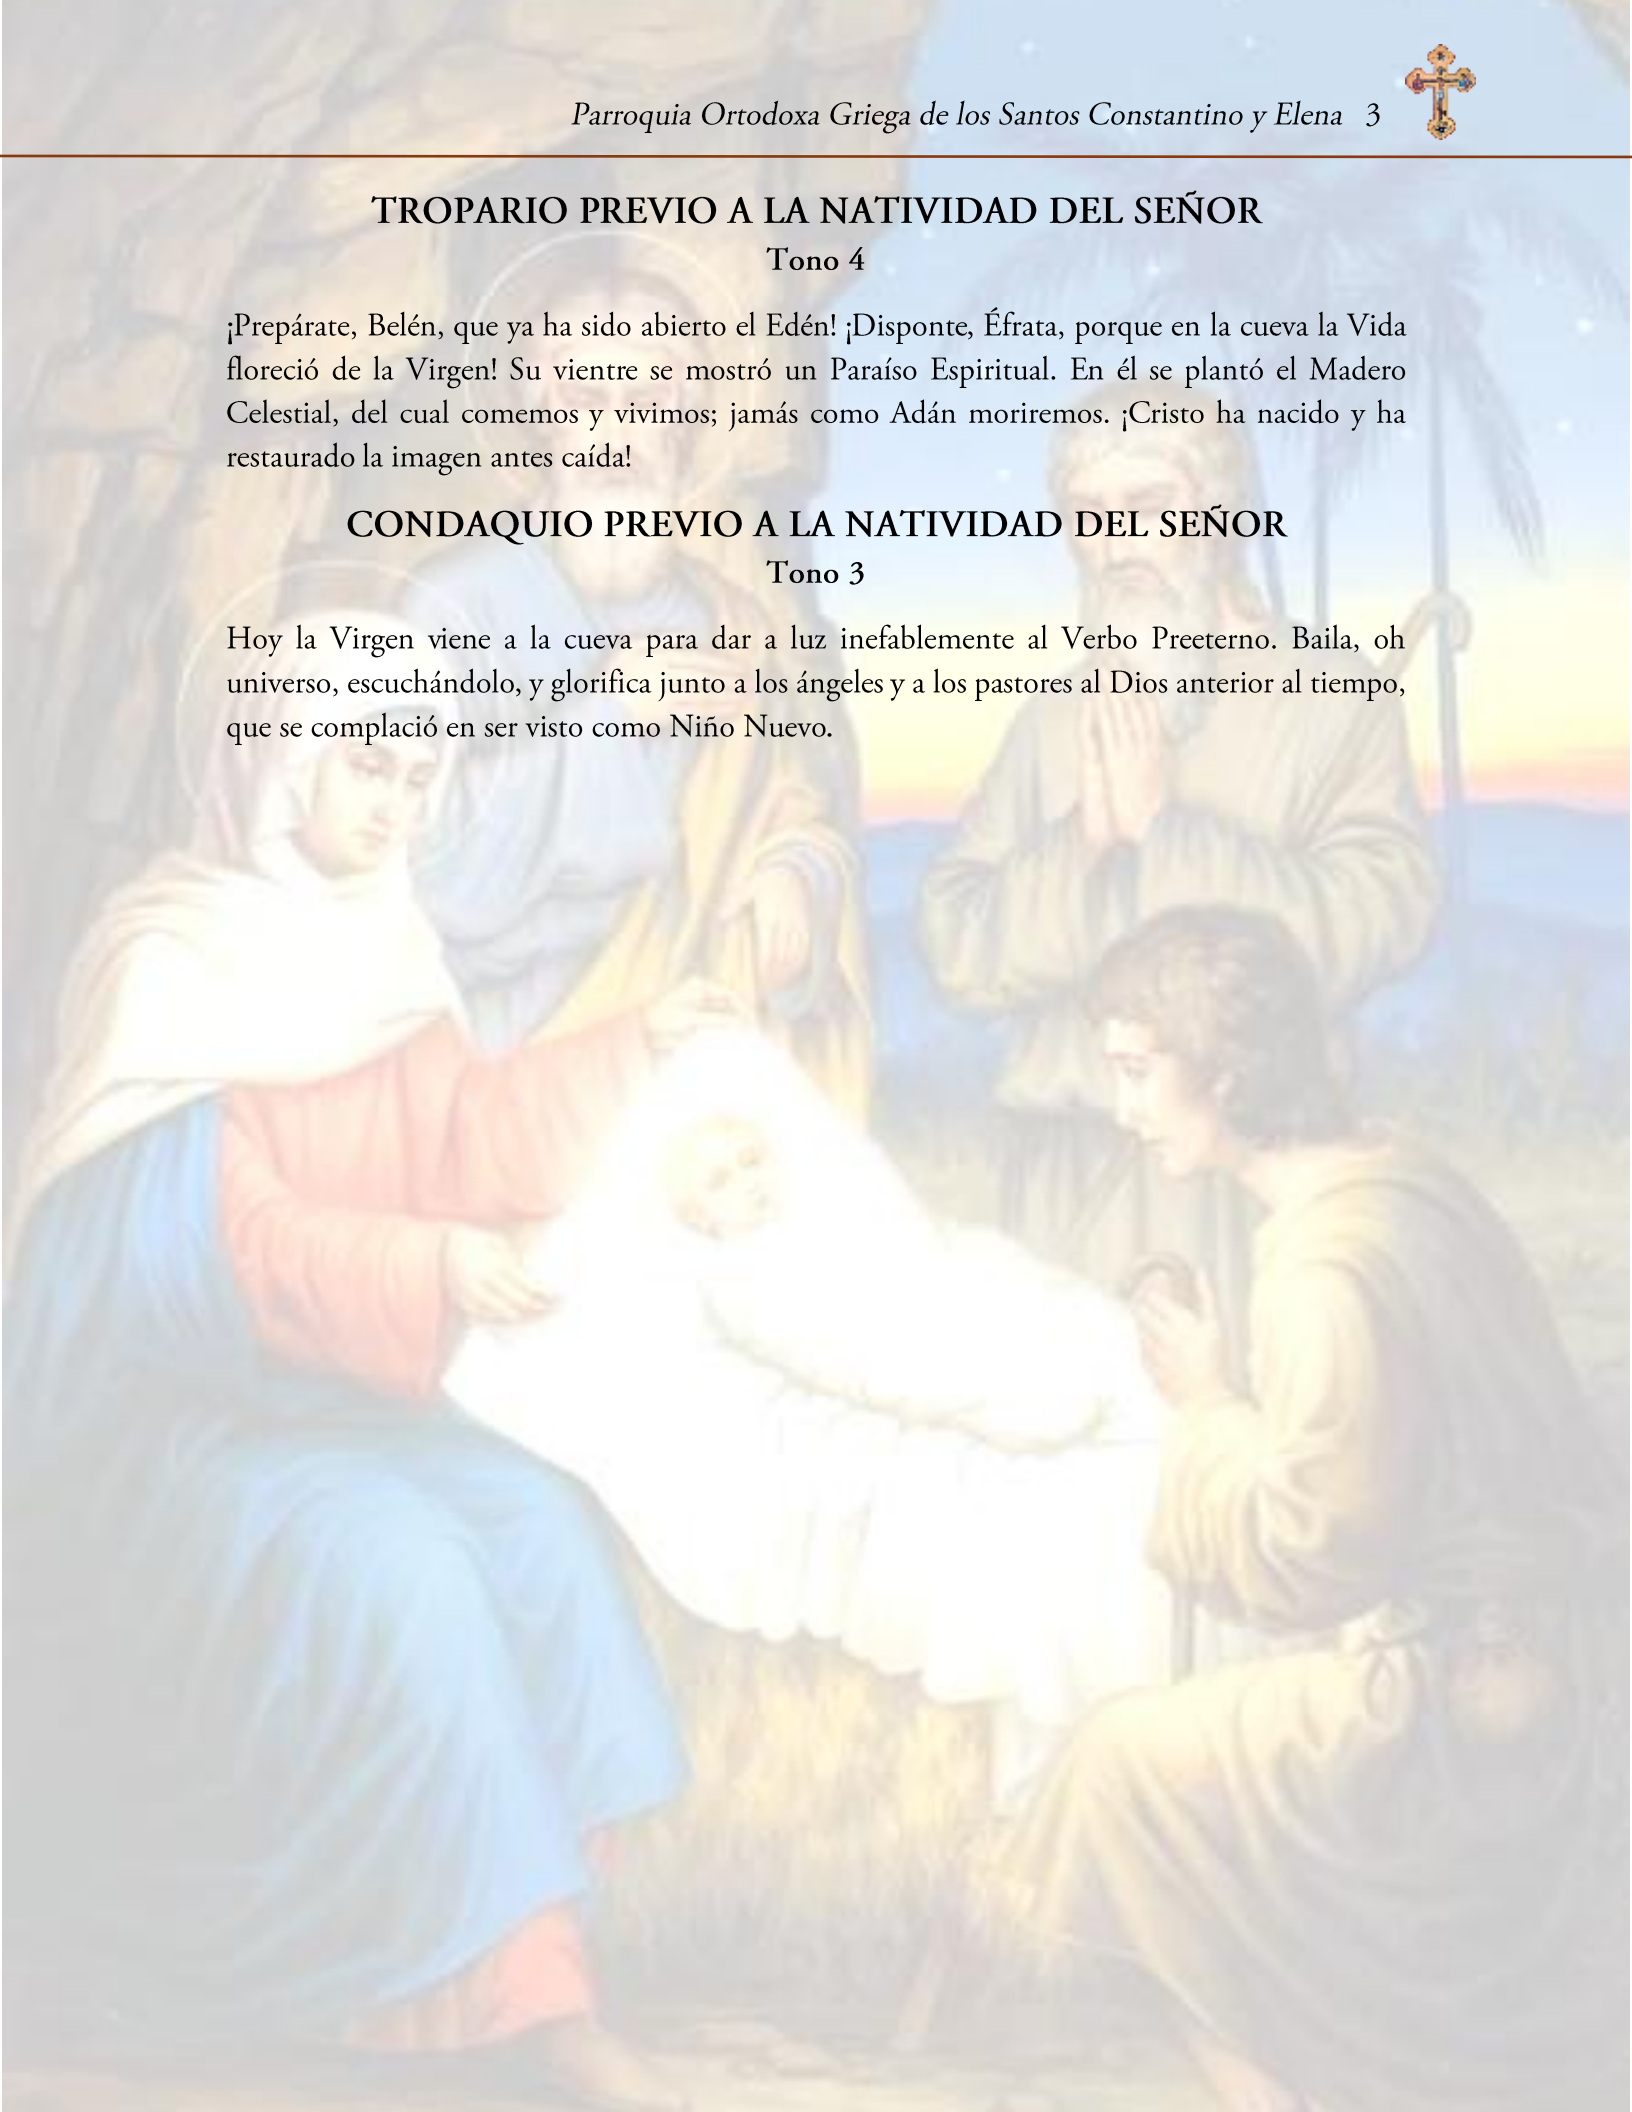 Parroquia Ortodoxa Griega de los Santos Constantino y Elena 3
TROPARIO PREVIO A LA NATIVIDAD DEL SEÑOR
Tono 4
¡Prepárate, Belén, que ya ha sido abierto el Edén! ¡Disponte, Éfrata, porque en la cueva la Vida
floreció de la Virgen! Su vientre se mostró un Paraíso Espiritual. En él se plantó el Madero
Celestial, del cual comemos y vivimos; jamás como Adán moriremos. ¡Cristo ha nacido y ha
restaurado la imagen antes caída!
CONDAQUIO PREVIO A LA NATIVIDAD DEL SEÑOR
Tono 3
Hoy la Virgen viene a la cueva para dar a luz inefablemente al Verbo Preeterno. Baila, oh
universo, escuchándolo, y glorifica junto a los ángeles y a los pastores al Dios anterior al tiempo,
que se complació en ser visto como Niño Nuevo.